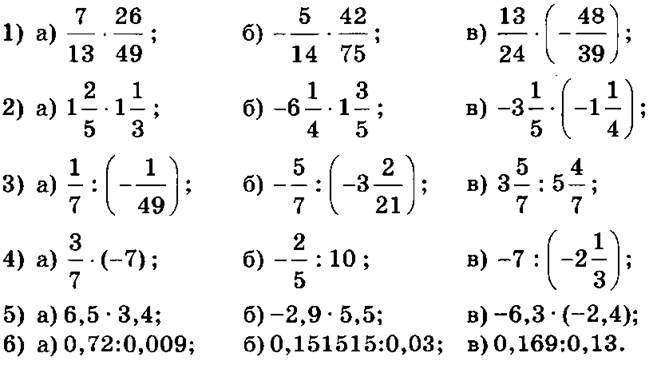 1) а) 7/13 · 26/49; б) −5/14 · 42/75; в) 13/24 · (−48/39);
2) а) 1 2/5 · 1 1/3; б) −6 1/4 · 1 3/5; в) −3 1/5 · (−1 1/4);
3) а) 1/7 : (−1/49); б) −5/7 : (−3 2/21); в) 3 5/7 : 5 4/7;
4) а) 3/7 · (−7); б) −2/5 : 10; в) −7 : (−2 1/3);
5) а) 6,5 · 3,4; б) −2,9 · 5,5; в) −6,3 · (−2,4);
6) а) 0,72:0,009; б) 0,151515:0,03; в) 0,169:0,13.